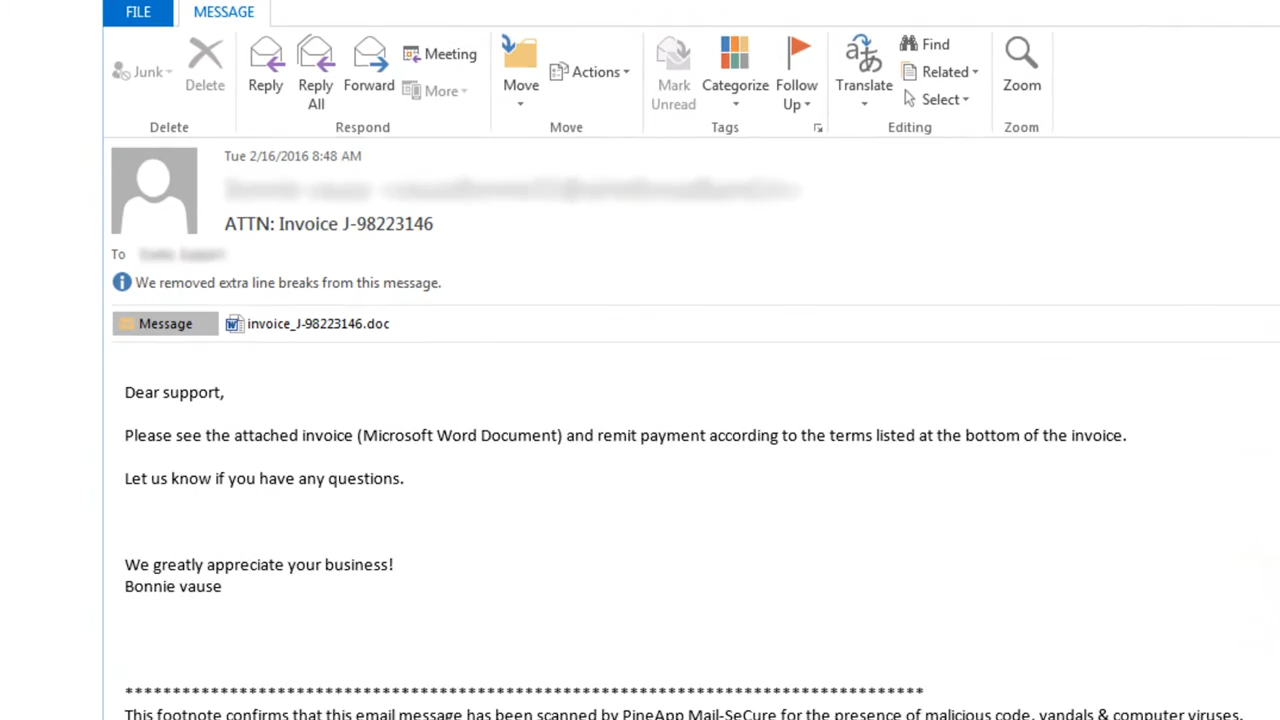 FILE MESSAGE
Junk Delete Reply Reply All Forward Meeting More Move Actions Mark Unread Categorize Follow Up Translate Find Related Select Zoom
Delete Respond Move Tags Editing Zoom
Tue 2/16/2016 8:48 AM
ATTN: Invoice J-98223146
To
We removed extra line breaks from this message.
Message invoice_J-98223146.doc
Dear support,
Please see the attached invoice (Microsoft Word Document) and remit payment according to the terms listed at the bottom of the invoice.
Let us know if you have any questions.
We greatly appreciate your business!
Bonnie vause
**********************************************************************************
This footnote confirms that this email message has been scanned by PineApp Mail-SeCure for the presence of malicious code, vandals & computer viruses.